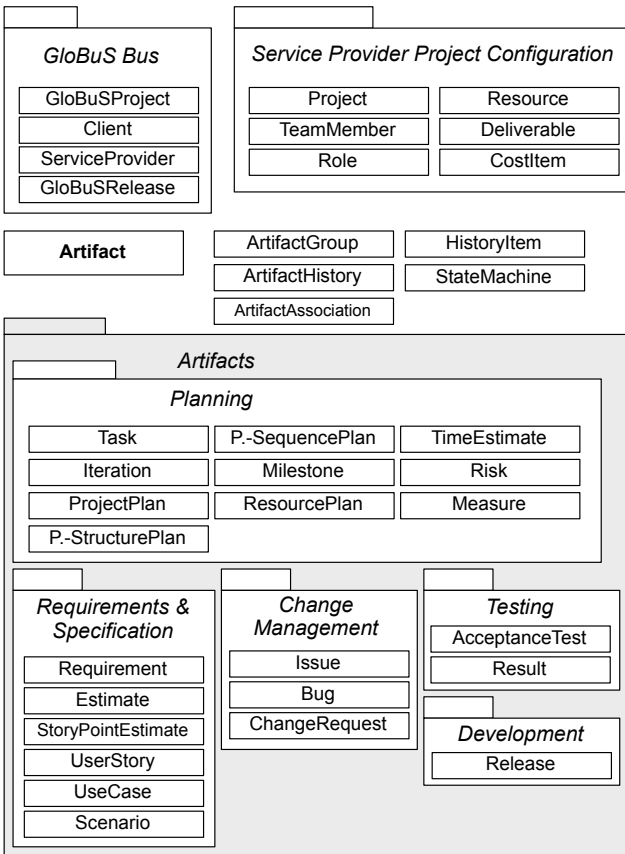 GloBuS Bus
GloBuSProject
Client
ServiceProvider
GloBuSRelease
Service Provider Project Configuration
Project
Resource
TeamMember
Deliverable
Role
CostItem
Artifact
ArtifactGroup
HistoryItem
ArtifactHistory
StateMachine
ArtifactAssociation
Artifacts
Planning
Task
P.-SequencePlan
TimeEstimate
Iteration
Milestone
Risk
ProjectPlan
ResourcePlan
Measure
P.-StructurePlan
Requirements &
Specification
Requirement
Estimate
StoryPointEstimate
UserStory
UseCase
Scenario
Change
Management
Issue
Bug
ChangeRequest
Testing
AcceptanceTest
Result
Development
Release